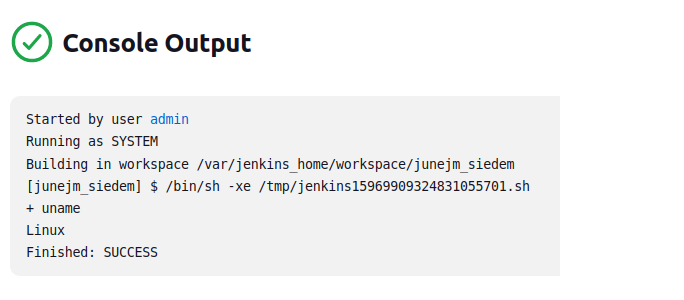 Console Output
Started by user admin
Running as SYSTEM
Building in workspace /var/jenkins_home/workspace/junejm_siedem
[junejm_siedem] $ /bin/sh -xe /tmp/jenkins15969909324831055701.sh
+ uname
Linux
Finished: SUCCESS